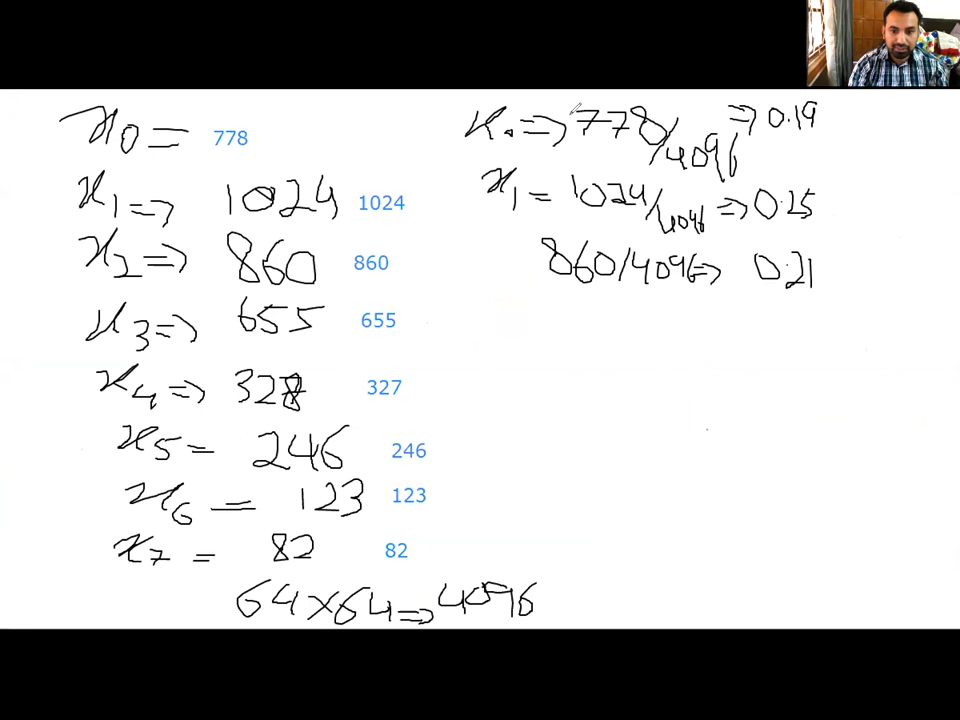 x0 = 778
x1 => 1024 1024
x2 => 860 860
x3 => 655 655
x4 => 328 327
x5 = 246 246
x6 = 123 123
x7 = 82 82
64x64 => 4096
x0 => 778/4096 => 0.19
x1 = 1024/4096 => 0.25
860/4096 => 0.21